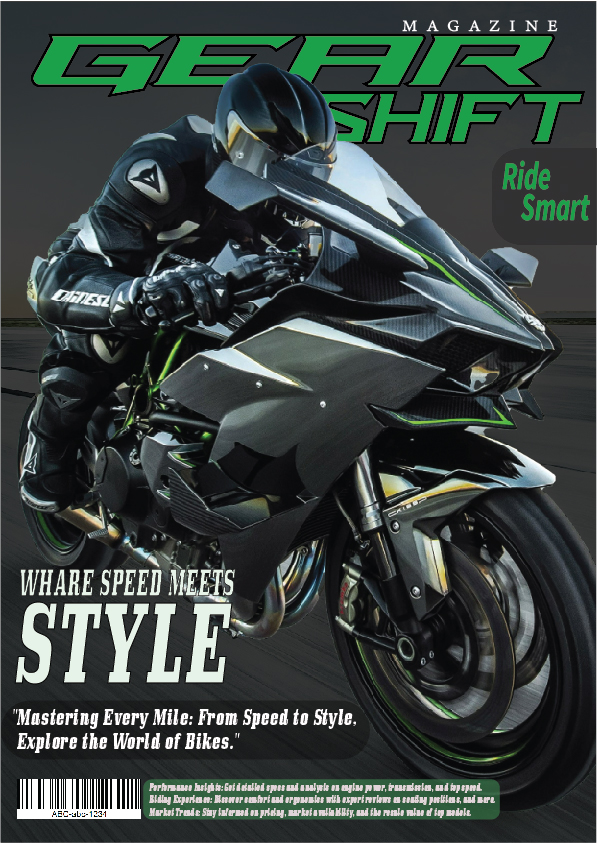 MAGAZINE
GEAR
SHIFT
Ride
Smart
DAINESE
WHARE SPEED MEETS
STYLE
"Mastering Every Mile: From Speed to Style,
Explore the World of Bikes."
Performance Insights: Get detailed specs and analysis on engine power, transmission, and top speed.
Riding Experience: Discover comfort and ergonomics with expert reviews on seating positions, and more.
Market Trends: Stay informed on pricing, market availability, and the resale value of top models.
ABC-abc-1234